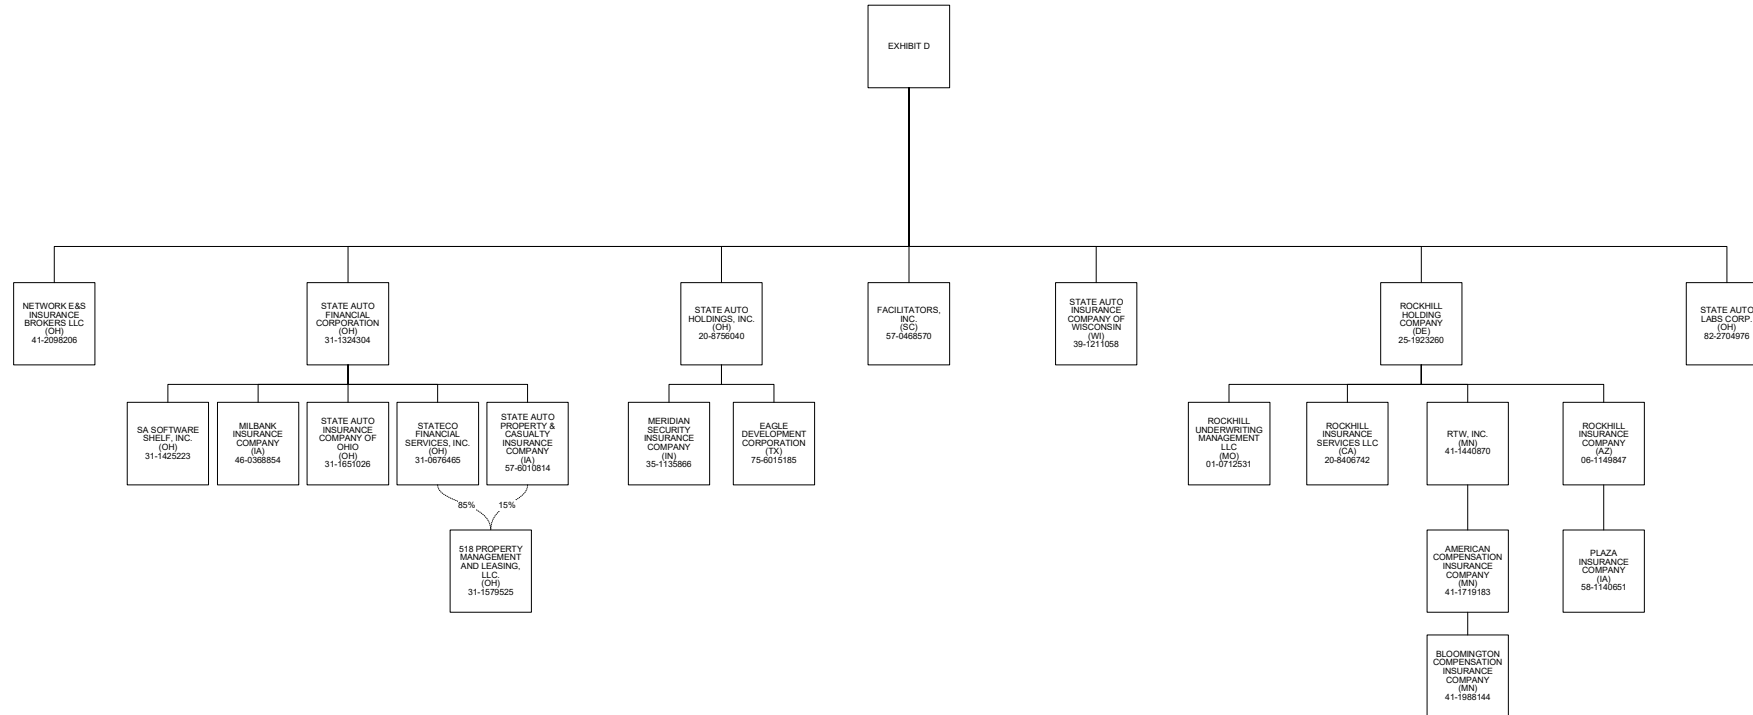 EXHIBIT D
NETWORK E&S
INSURANCE
BROKERS LLC
(OH)
41-2098206
STATE AUTO
FINANCIAL
CORPORATION
(OH)
31-1324304
STATE AUTO
HOLDINGS, INC.
(OH)
20-8756040
FACILITATORS,
INC.
(SC)
57-0468570
STATE AUTO
INSURANCE
COMPANY OF
WISCONSIN
(WI)
39-1211058
ROCKHILL
HOLDING
COMPANY
(DE)
25-1923260
STATE AUTO
LABS CORP.
(OH)
82-2704976
SA SOFTWARE
SHELF, INC.
(OH)
31-1425223
MILBANK
INSURANCE
COMPANY
(IA)
46-0368854
STATE AUTO
INSURANCE
COMPANY OF
OHIO
(OH)
31-1651026
STATECO
FINANCIAL
SERVICES, INC.
(OH)
31-0676465
STATE AUTO
PROPERTY &
CASUALTY
INSURANCE
COMPANY
(IA)
57-6010814
MERIDIAN
SECURITY
INSURANCE
COMPANY
(IN)
35-1135866
EAGLE
DEVELOPMENT
CORPORATION
(TX)
75-6015185
ROCKHILL
UNDERWRITING
MANAGEMENT
LLC
(MO)
01-0712531
ROCKHILL
INSURANCE
SERVICES LLC
(CA)
20-8406742
RTW, INC.
(MN)
41-1440870
ROCKHILL
INSURANCE
COMPANY
(AZ)
06-1149847
85%
15%
518 PROPERTY
MANAGEMENT
AND LEASING,
LLC.
(OH)
31-1579525
AMERICAN
COMPENSATION
INSURANCE
COMPANY
(MN)
41-1719183
PLAZA
INSURANCE
COMPANY
(IA)
58-1140651
BLOOMINGTON
COMPENSATION
INSURANCE
COMPANY
(MN)
41-1988144